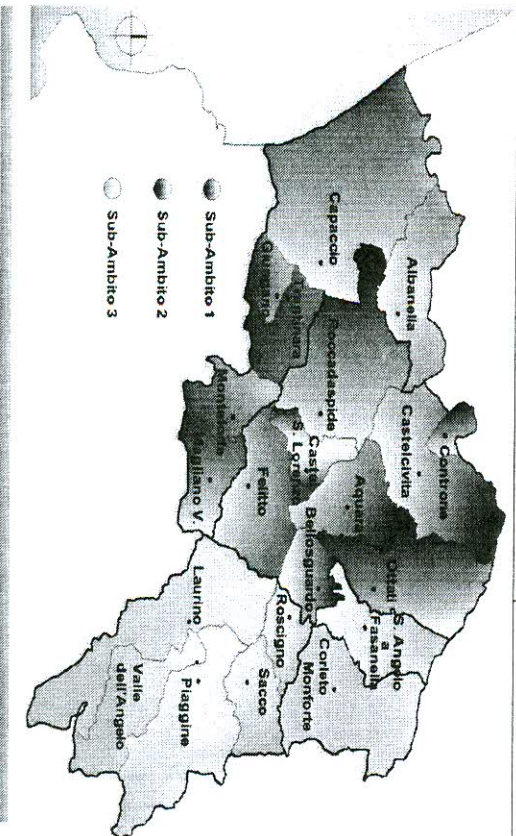 Albanella
Capaccio
Controne
Castelcivita
Roccadaspide
Ottati
S. Angelo
a
Fasanella
Aquara
Castel
S. Lorenzo
Bellosguardo
Corleto
Monforte
Felitto
Roscigno
Sacco
Magliano V.
Laurino
Piaggine
Valle
dell'Angelo
Sub-Ambito 1
Sub-Ambito 2
Sub-Ambito 3